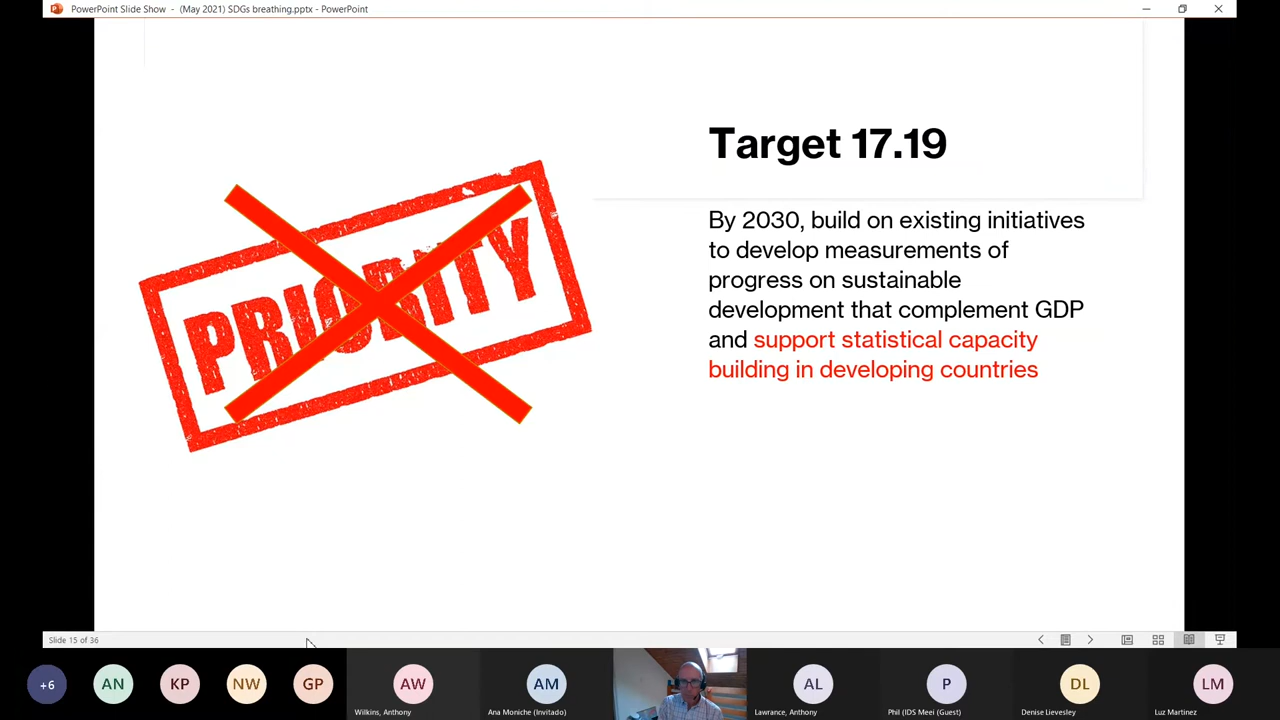 PowerPoint Slide Show - (May 2021) SDGs breathing.pptx - PowerPoint
PRIORITY
Target 17.19
By 2030, build on existing initiatives
to develop measurements of
progress on sustainable
development that complement GDP
and support statistical capacity
building in developing countries
Slide 15 of 36
+6
AN
KP
NW
GP
AW
AM
AL
P
DL
LM
Wilkins, Anthony
Ana Moniche (Invitado)
Lawrance, Anthony
Phil (IDS Meei (Guest)
Denise Lievesley
Luz Martinez